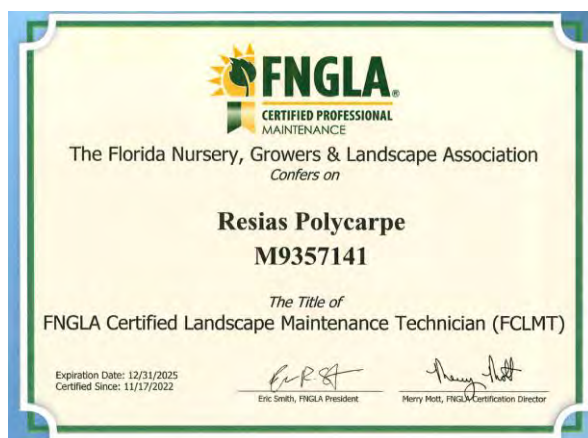 FNGLA®
CERTIFIED PROFESSIONAL
MAINTENANCE
The Florida Nursery, Growers & Landscape Association
Confers on
Resias Polycarpe
M9357141
The Title of
FNGLA Certified Landscape Maintenance Technician (FCLMT)
Expiration Date: 12/31/2025
Certified Since: 11/17/2022
Eric Smith, FNGLA President
Merry Mott, FNGLA Certification Director